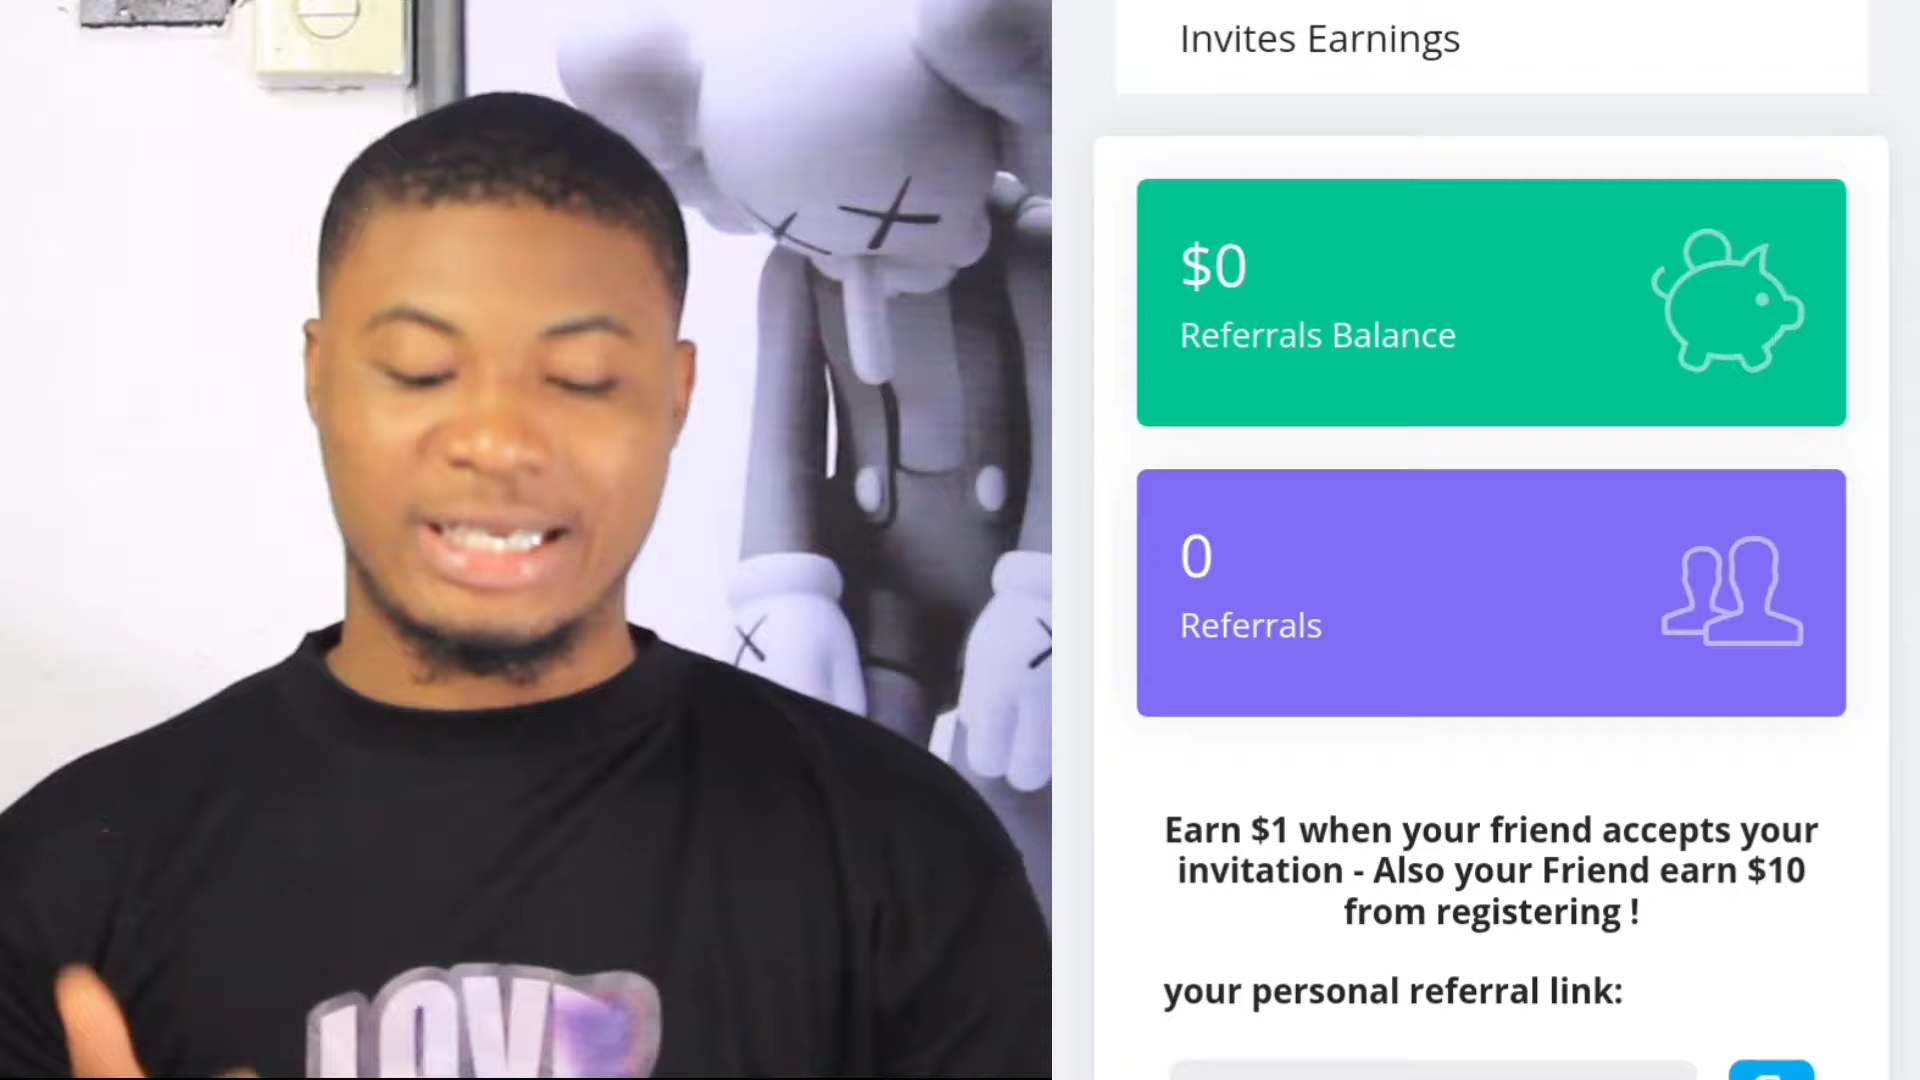 Invites Earnings
$0
Referrals Balance
0
Referrals
Earn $1 when your friend accepts your
invitation - Also your Friend earn $10
from registering !
your personal referral link:
LOVE